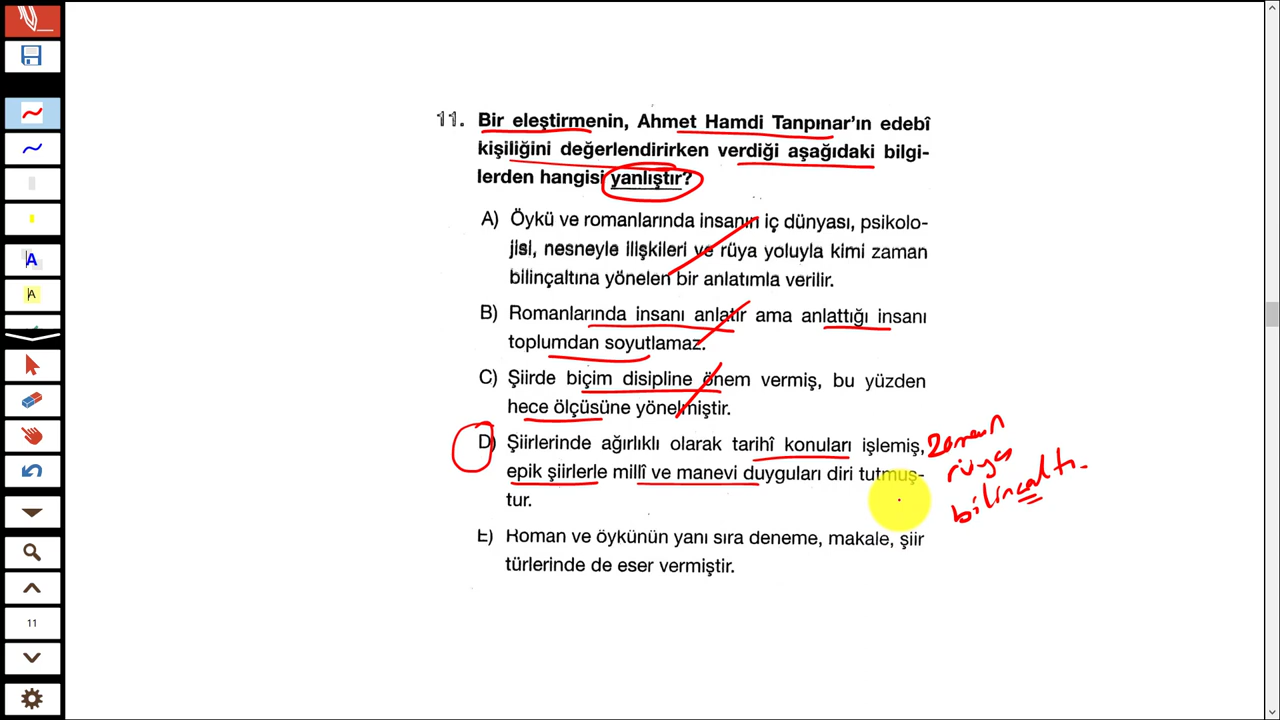 11. Bir eleştirmenin, Ahmet Hamdi Tanpınar'ın edebî
kişiliğini değerlendirirken verdiği aşağıdaki bilgi-
lerden hangisi yanlıştır?
A) Öykü ve romanlarında insanın iç dünyası, psikolo-
jisi, nesneyle ilişkileri ve rüya yoluyla kimi zaman
bilinçaltına yönelen bir anlatımla verilir.
B) Romanlarında insanı anlatır ama anlattığı insanı
toplumdan soyutlamaz.
C) Şiirde biçim disipline önem vermiş, bu yüzden
hece ölçüsüne yönelmiştir.
D) Şiirlerinde ağırlıklı olarak tarihî konuları işlemiş,
epik şiirlerle millî ve manevi duyguları diri tutmuş-
tur.
Zaman
rüya
bilinçaltı
E) Roman ve öykünün yanı sıra deneme, makale, şiir
türlerinde de eser vermiştir.
A
A
11